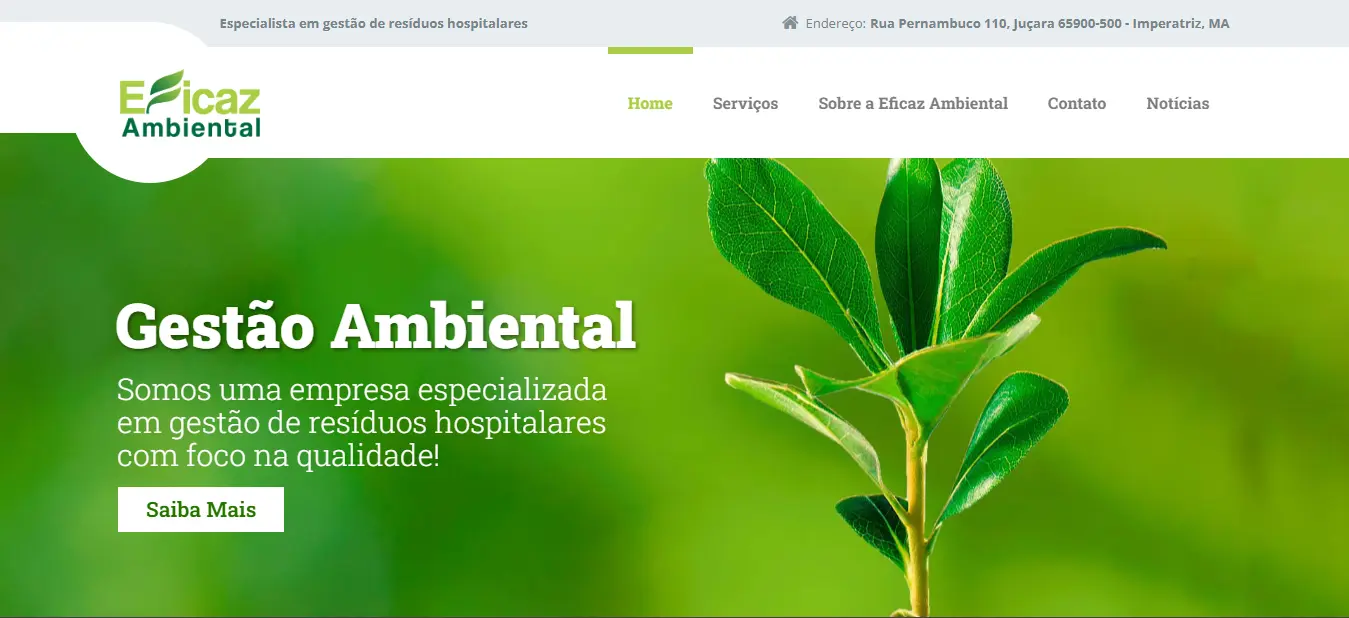 Especialista em gestão de resíduos hospitalares
Endereço: Rua Pernambuco 110, Juçara 65900-500 - Imperatriz, MA
Eficaz
Ambiental
Home Serviços Sobre a Eficaz Ambiental Contato Notícias
Gestão Ambiental
Somos uma empresa especializada
em gestão de resíduos hospitalares
com foco na qualidade!
Saiba Mais